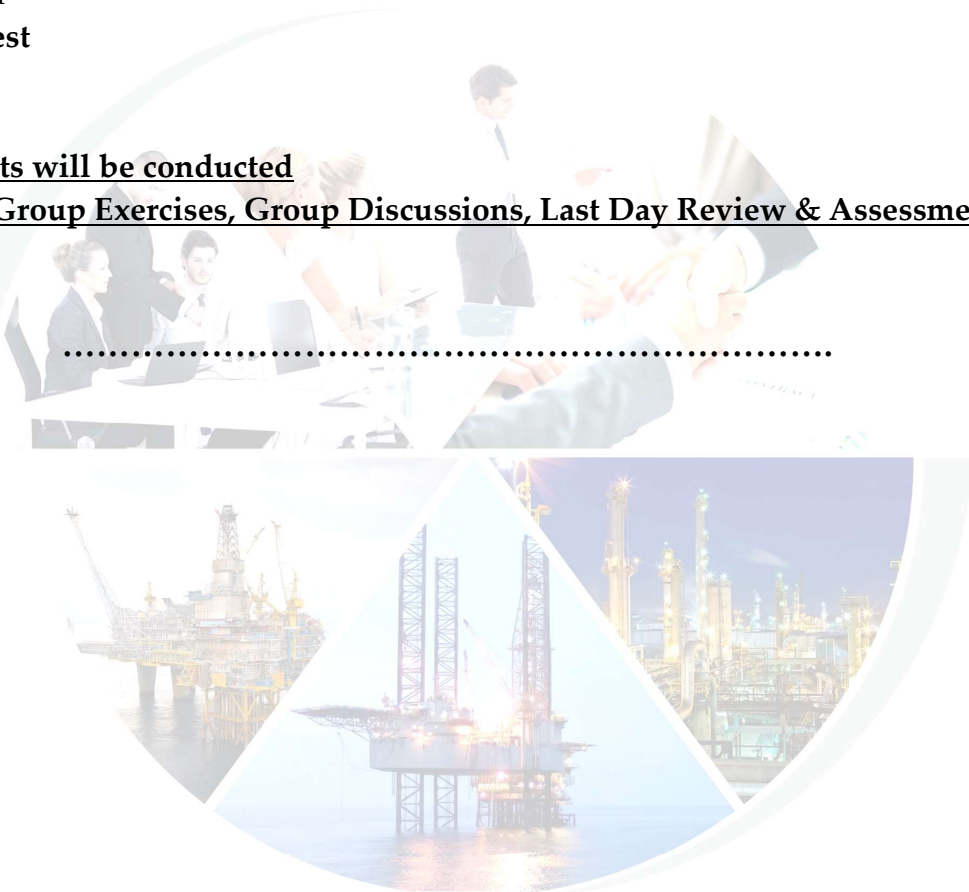 est
ts will be conducted
Group Exercises, Group Discussions, Last Day Review & Assessme
……………………………………………………………….